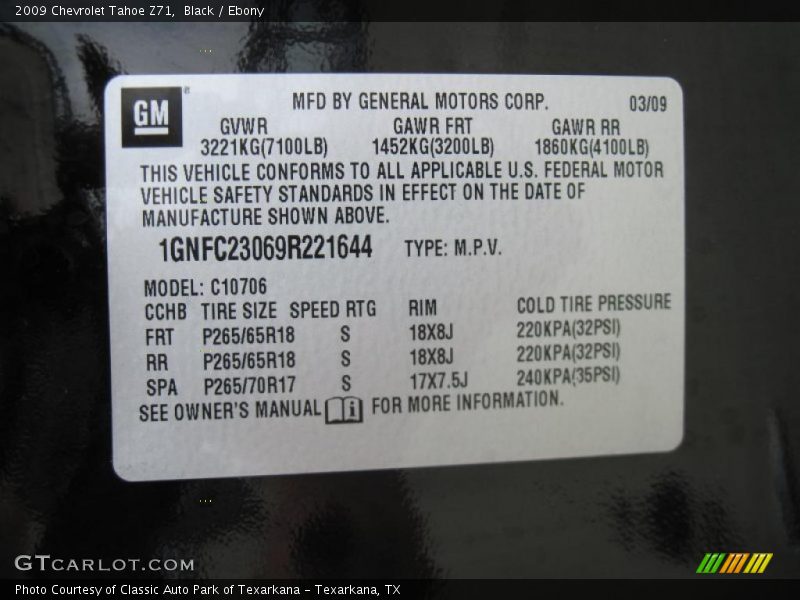 2009 Chevrolet Tahoe Z71, Black / Ebony
GM ®
MFD BY GENERAL MOTORS CORP. 03/09
GVWR GAWR FRT GAWR RR
3221KG(7100LB) 1452KG(3200LB) 1860KG(4100LB)
THIS VEHICLE CONFORMS TO ALL APPLICABLE U.S. FEDERAL MOTOR
VEHICLE SAFETY STANDARDS IN EFFECT ON THE DATE OF
MANUFACTURE SHOWN ABOVE.
1GNFC23069R221644 TYPE: M.P.V.
MODEL: C10706
CCHB TIRE SIZE SPEED RTG RIM COLD TIRE PRESSURE
FRT P265/65R18 S 18X8J 220KPA(32PSI)
RR P265/65R18 S 18X8J 220KPA(32PSI)
SPA P265/70R17 S 17X7.5J 240KPA(35PSI)
SEE OWNER'S MANUAL FOR MORE INFORMATION.
GTCARLOT.COM
Photo Courtesy of Classic Auto Park of Texarkana - Texarkana, TX